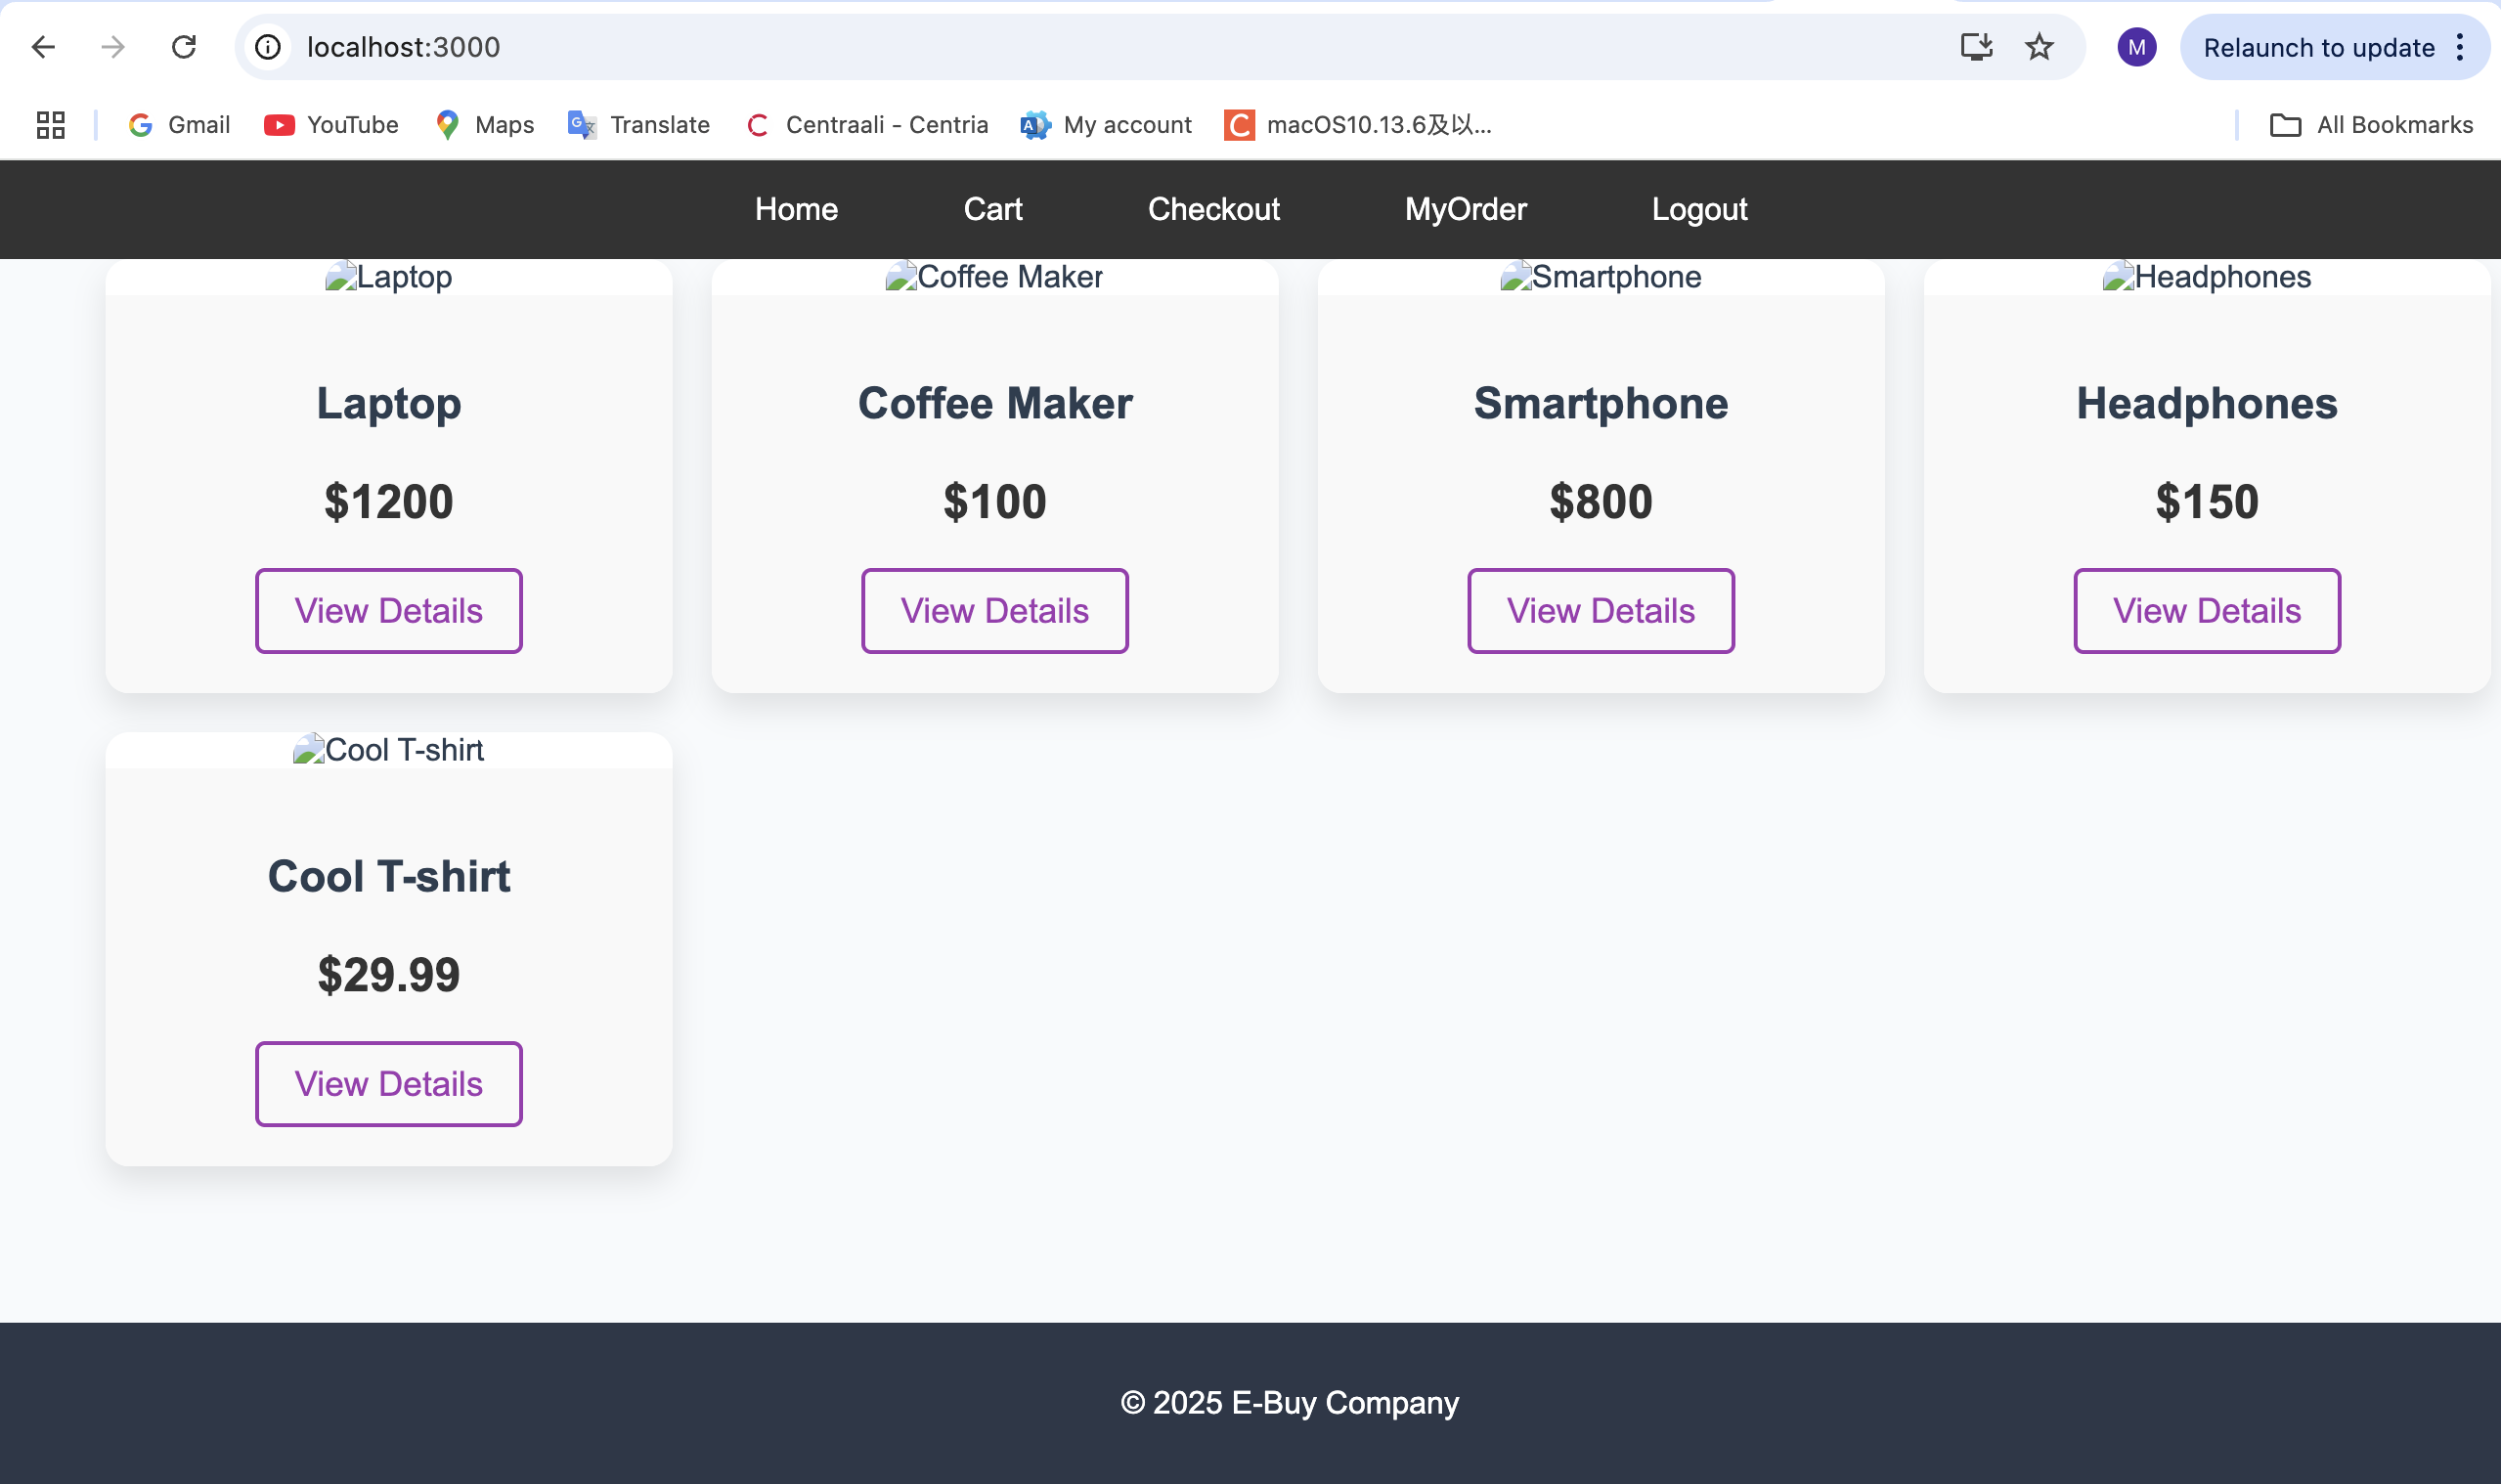 localhost:3000
M
Relaunch to update
Gmail
YouTube
Maps
Translate
Centraali - Centria
My account
macOS10.13.6及以...
All Bookmarks
Home
Cart
Checkout
MyOrder
Logout
Laptop
Coffee Maker
Smartphone
Headphones
Laptop
Coffee Maker
Smartphone
Headphones
$1200
$100
$800
$150
View Details
View Details
View Details
View Details
Cool T-shirt
Cool T-shirt
$29.99
View Details
© 2025 E-Buy Company